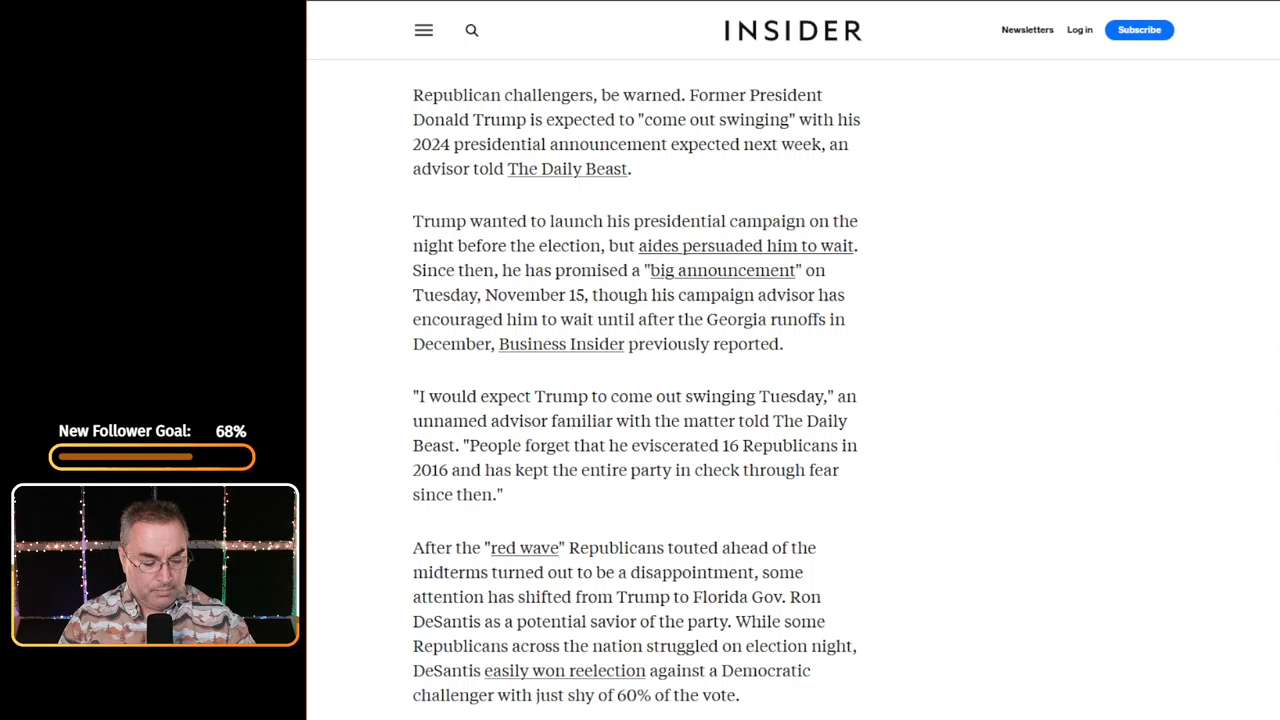 INSIDER
Newsletters
Log in
Subscribe
Republican challengers, be warned. Former President
Donald Trump is expected to "come out swinging" with his
2024 presidential announcement expected next week, an
advisor told The Daily Beast.
Trump wanted to launch his presidential campaign on the
night before the election, but aides persuaded him to wait.
Since then, he has promised a "big announcement" on
Tuesday, November 15, though his campaign advisor has
encouraged him to wait until after the Georgia runoffs in
December, Business Insider previously reported.
"I would expect Trump to come out swinging Tuesday," an
unnamed advisor familiar with the matter told The Daily
Beast. "People forget that he eviscerated 16 Republicans in
2016 and has kept the entire party in check through fear
since then."
After the "red wave" Republicans touted ahead of the
midterms turned out to be a disappointment, some
attention has shifted from Trump to Florida Gov. Ron
DeSantis as a potential savior of the party. While some
Republicans across the nation struggled on election night,
DeSantis easily won reelection against a Democratic
challenger with just shy of 60% of the vote.
New Follower Goal: 68%